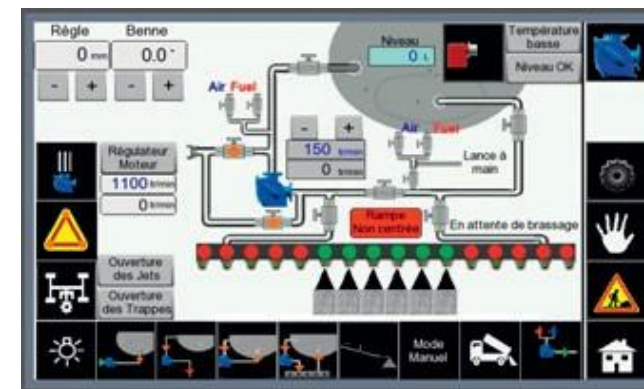 Règle
Benne
0 mm
0.0 °
- + - +
Niveau
0 L
Température
basse
Niveau OK
Air Fuel
- +
150 tr/min
0 tr/min
Air Fuel
Lance à
main
Régulateur
Moteur
1100 tr/min
0 tr/min
Rampe
Non centrée
En attente de brassage
Ouverture
des Jets
Ouverture
des Trappes
Mode
Manuel